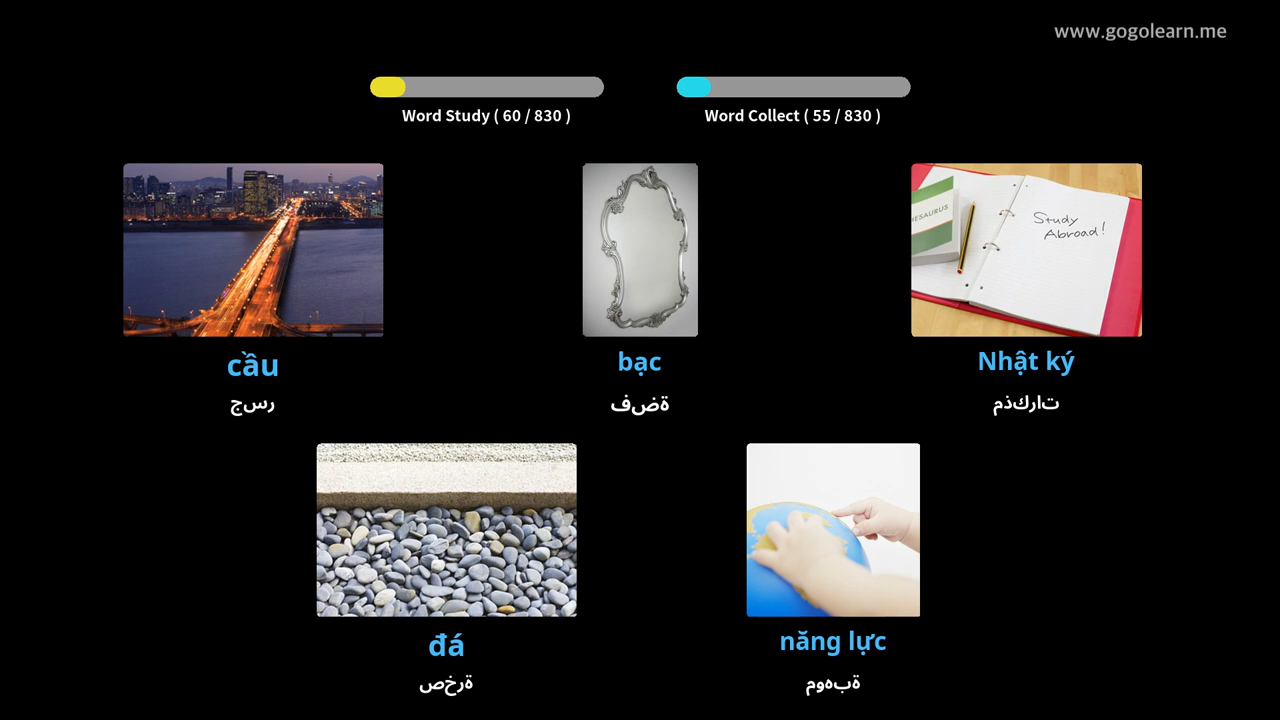 www.gogolearn.me
Word Study ( 60 / 830 )
Word Collect ( 55 / 830 )
HESAURUS
Study
Abroad!
cầu
bạc
Nhật ký
رسج
ةضف
تاركذم
đá
năng lực
ةرخص
ةبهوم